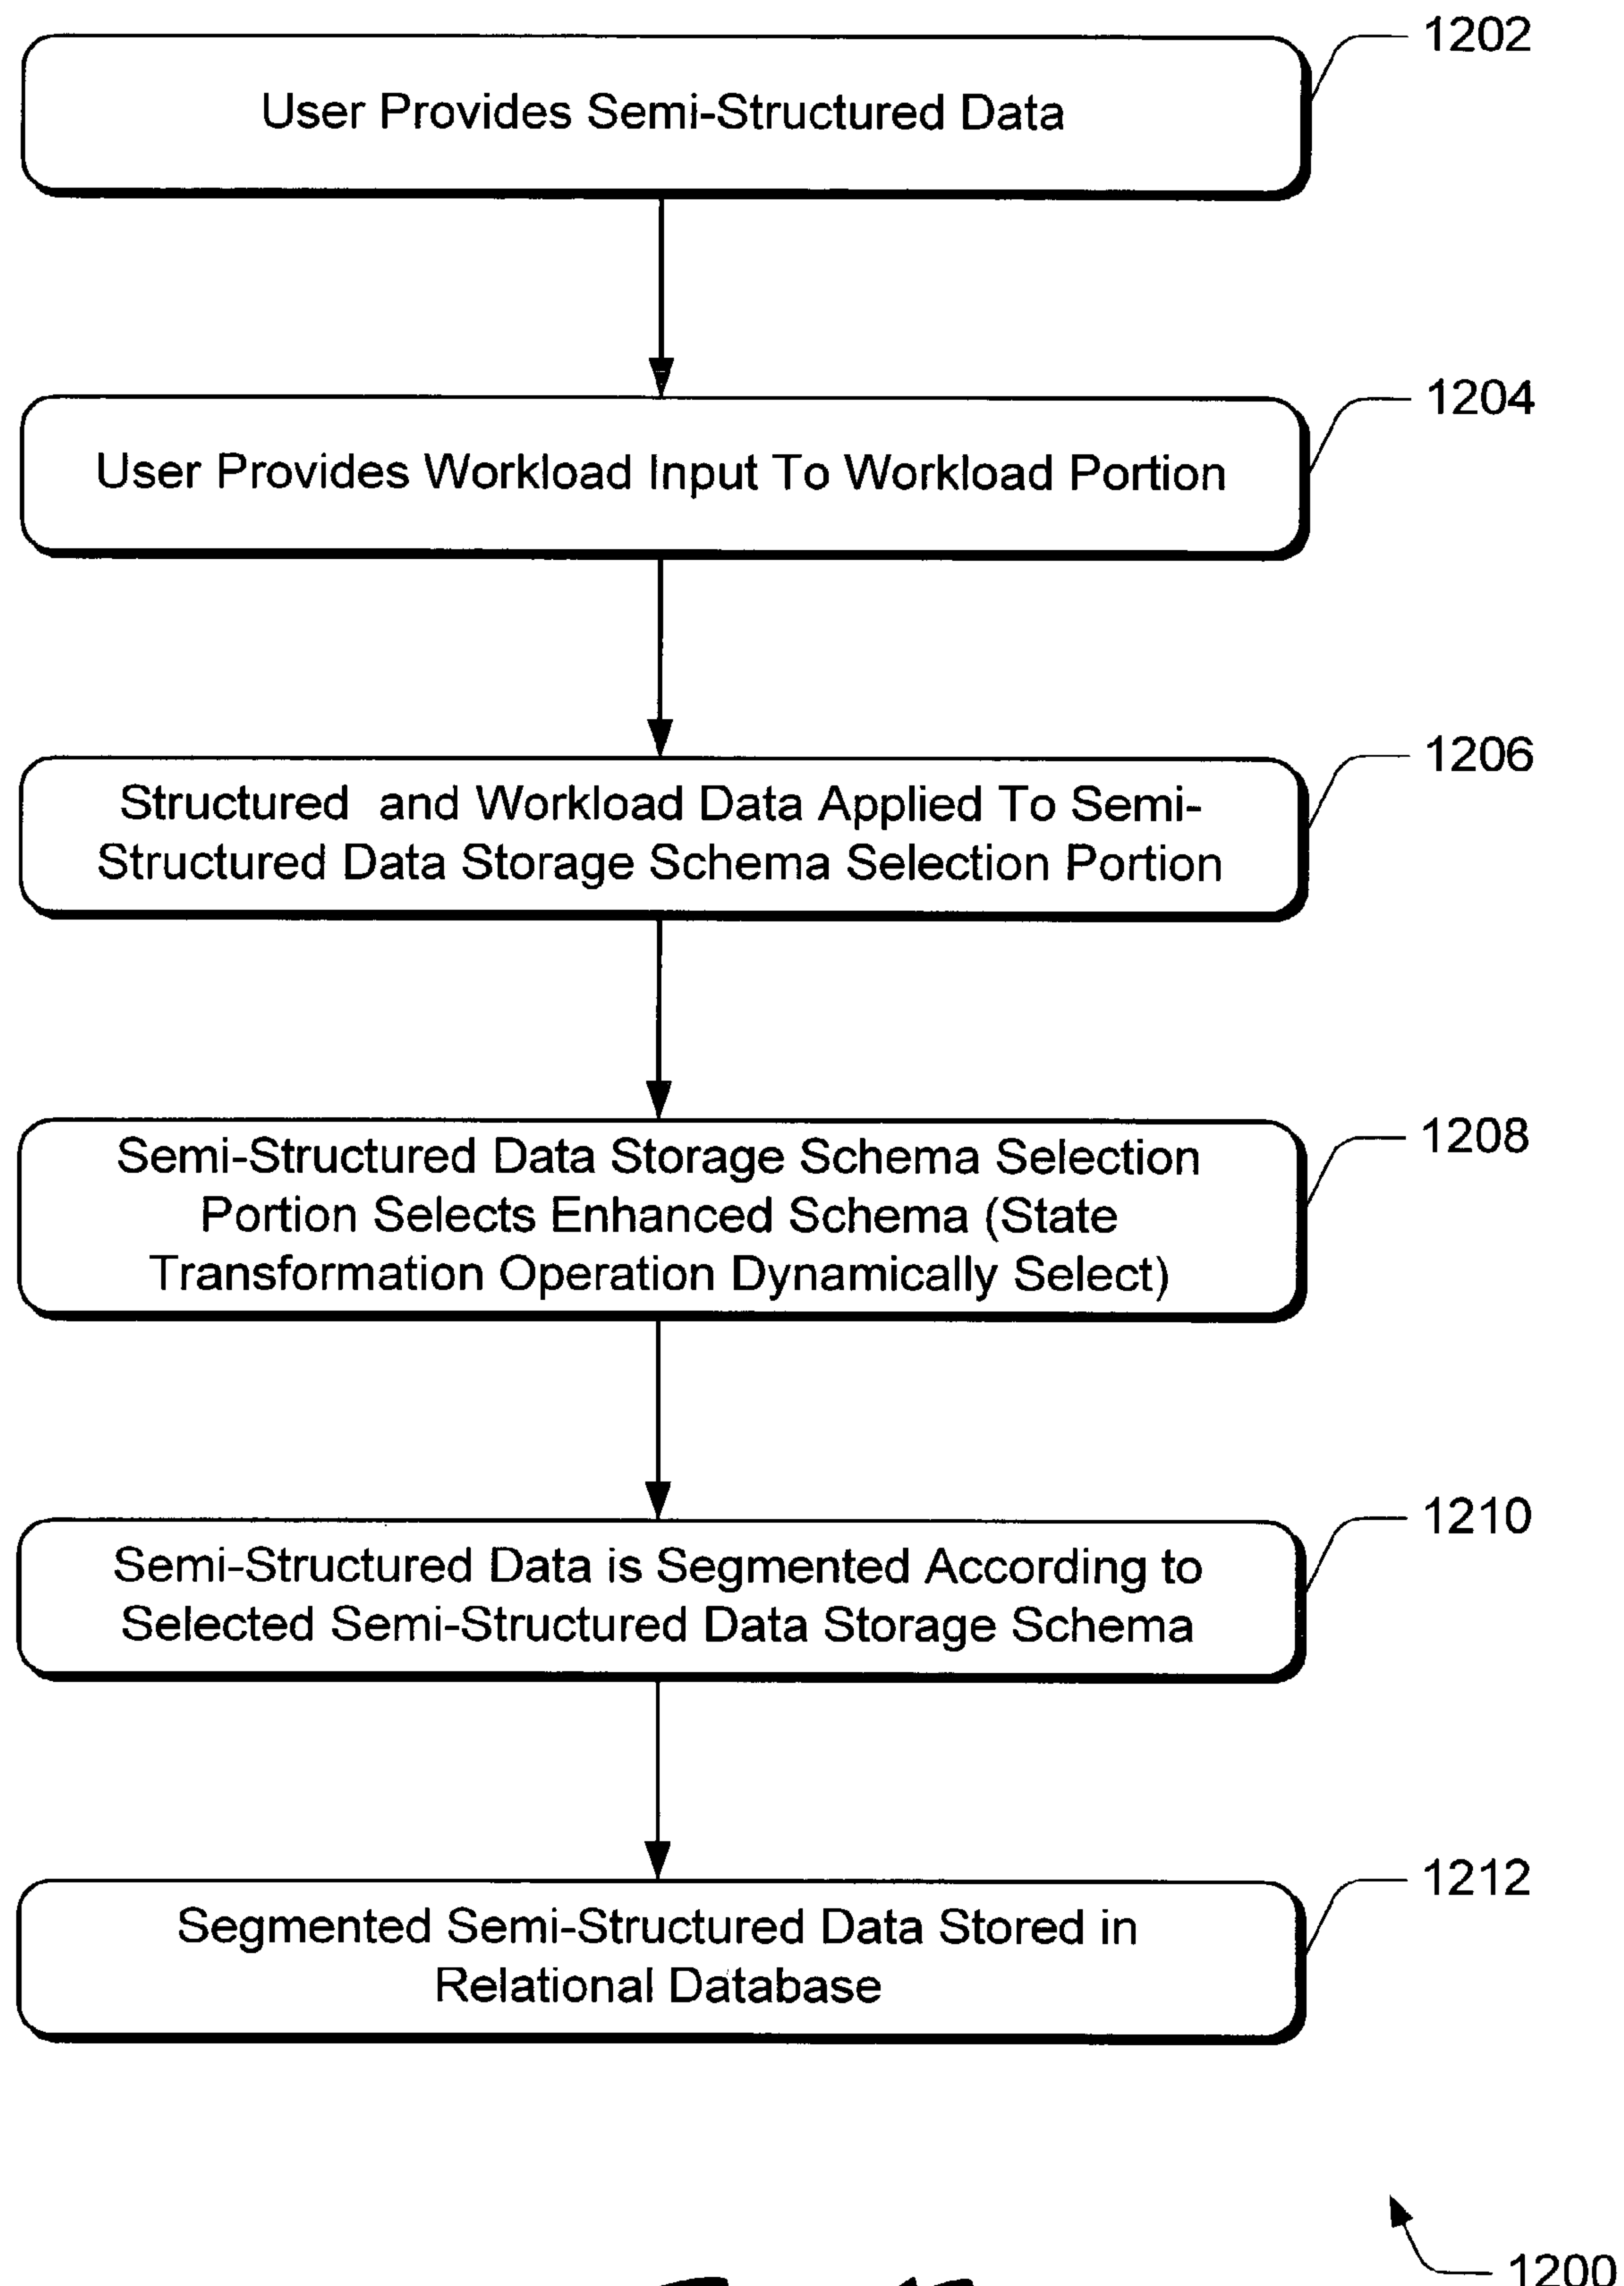 1202
User Provides Semi-Structured Data
1204
User Provides Workload Input To Workload Portion
1206
Structured and Workload Data Applied To Semi-
Structured Data Storage Schema Selection Portion
1208
Semi-Structured Data Storage Schema Selection
Portion Selects Enhanced Schema (State
Transformation Operation Dynamically Select)
1210
Semi-Structured Data is Segmented According to
Selected Semi-Structured Data Storage Schema
1212
Segmented Semi-Structured Data Stored in
Relational Database
1200